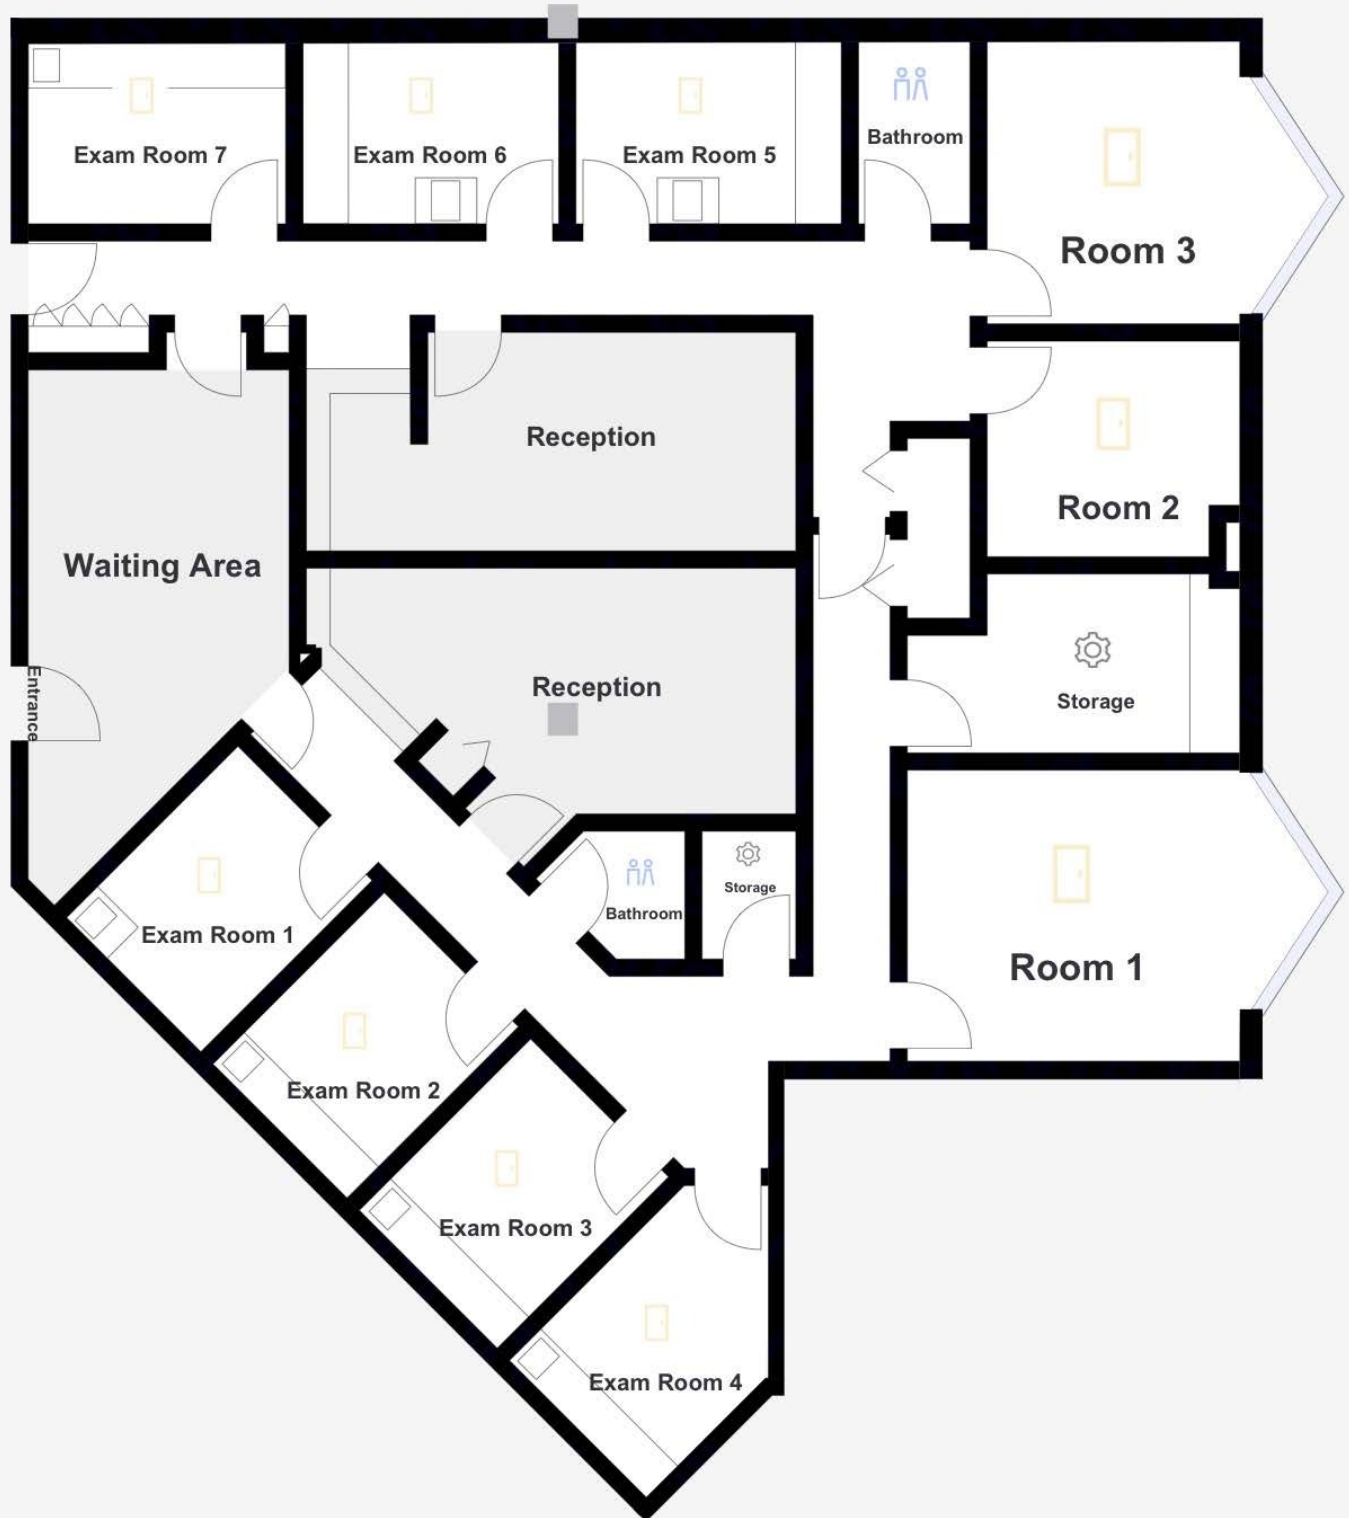 Exam Room 7
Exam Room 6
Exam Room 5
Bathroom
Room 3
Reception
Room 2
Waiting Area
Entrance
Reception
Storage
Exam Room 1
Bathroom
Storage
Room 1
Exam Room 2
Exam Room 3
Exam Room 4